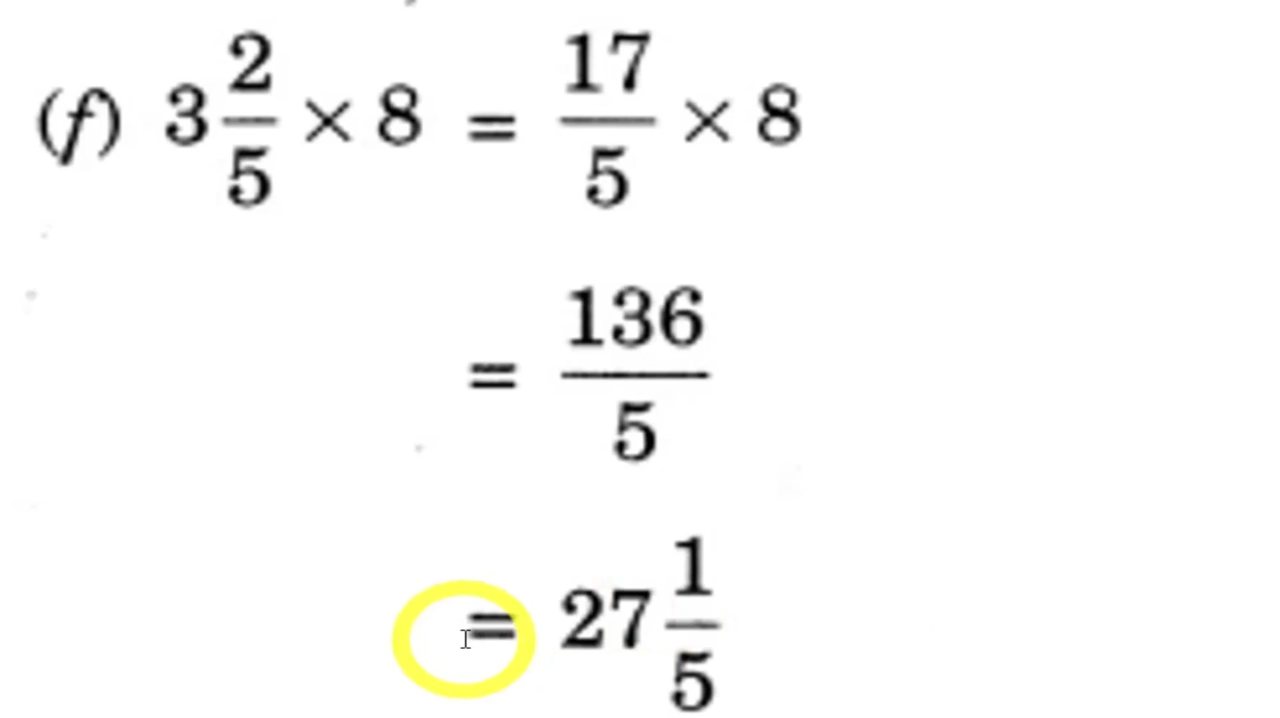 (f) 3 2/5 × 8 = 17/5 × 8
= 136/5
= 27 1/5